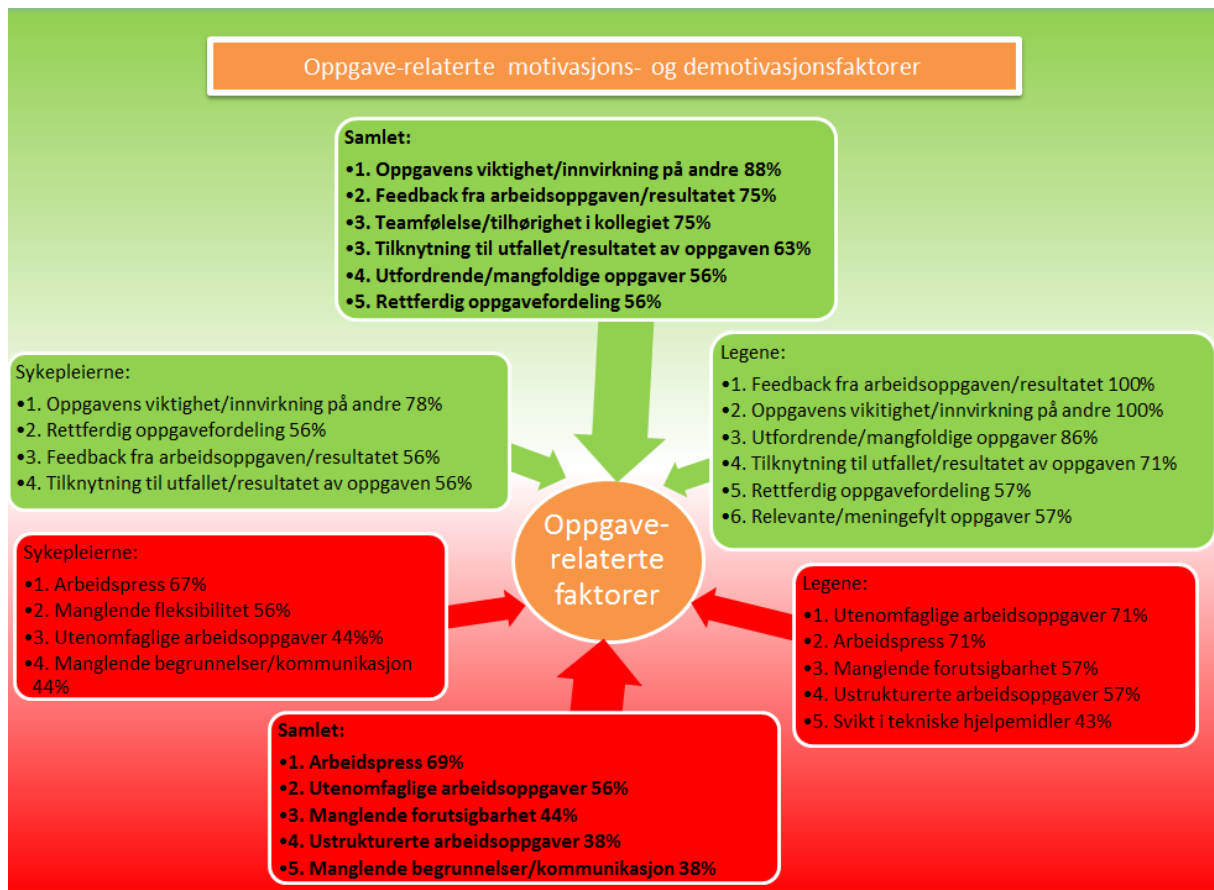 Oppgave-relaterte motivasjons- og demotivasjonsfaktorer
Samlet:
•1. Oppgavens viktighet/innvirkning på andre 88%
•2. Feedback fra arbeidsoppgaven/resultatet 75%
•3. Teamfølelse/tilhørighet i kollegiet 75%
•3. Tilknytning til utfallet/resultatet av oppgaven 63%
•4. Utfordrende/mangfoldige oppgaver 56%
•5. Rettferdig oppgavefordeling 56%
Sykepleierne:
•1. Oppgavens viktighet/innvirkning på andre 78%
•2. Rettferdig oppgavefordeling 56%
•3. Feedback fra arbeidsoppgaven/resultatet 56%
•4. Tilknytning til utfallet/resultatet av oppgaven 56%
Legene:
•1. Feedback fra arbeidsoppgaven/resultatet 100%
•2. Oppgavens vikitighet/innvirkning på andre 100%
•3. Utfordrende/mangfoldige oppgaver 86%
•4. Tilknytning til utfallet/resultatet av oppgaven 71%
•5. Rettferdig oppgavefordeling 57%
•6. Relevante/meningefylt oppgaver 57%
Oppgave-
relaterte
faktorer
Sykepleierne:
•1. Arbeidspress 67%
•2. Manglende fleksibilitet 56%
•3. Utenomfaglige arbeidsoppgaver 44%%
•4. Manglende begrunnelser/kommunikasjon
44%
Legene:
•1. Utenomfaglige arbeidsoppgaver 71%
•2. Arbeidspress 71%
•3. Manglende forutsigbarhet 57%
•4. Ustrukturerte arbeidsoppgaver 57%
•5. Svikt i tekniske hjelpemidler 43%
Samlet:
•1. Arbeidspress 69%
•2. Utenomfaglige arbeidsoppgaver 56%
•3. Manglende forutsigbarhet 44%
•4. Ustrukturerte arbeidsoppgaver 38%
•5. Manglende begrunnelser/kommunikasjon 38%